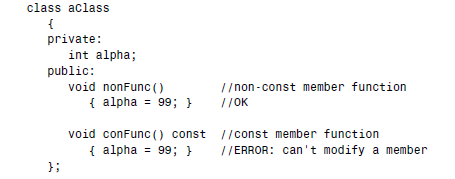 class aClass
{
private:
int alpha;
public:
void nonFunc() //non-const member function
{ alpha = 99; } //OK
void conFunc() const //const member function
{ alpha = 99; } //ERROR: can't modify a member
};